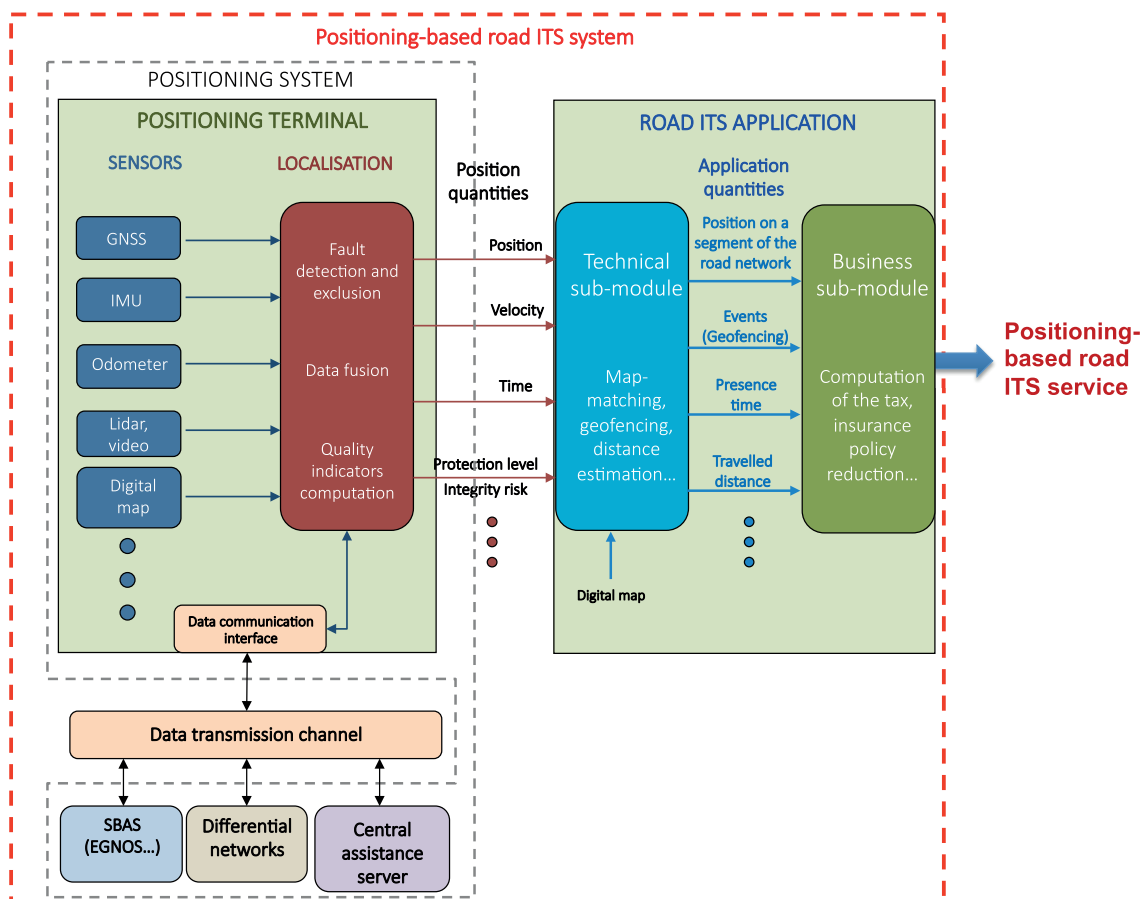 Positioning-based road ITS system
POSITIONING SYSTEM
POSITIONING TERMINAL
SENSORS
LOCALISATION
GNSS
IMU
Odometer
Lidar,
video
Digital
map
Fault
detection and
exclusion
Data fusion
Quality
indicators
computation
Data communication
interface
Position
quantities
Position
Velocity
Time
Protection level
Integrity risk
ROAD ITS APPLICATION
Technical
sub-module
Map-
matching,
geofencing,
distance
estimation...
Digital map
Application
quantities
Position on a
segment of the
road network
Events
(Geofencing)
Presence
time
Travelled
distance
Business
sub-module
Computation
of the tax,
insurance
policy
reduction...
Positioning-
based road
ITS service
Data transmission channel
SBAS
(EGNOS...)
Differential
networks
Central
assistance
server